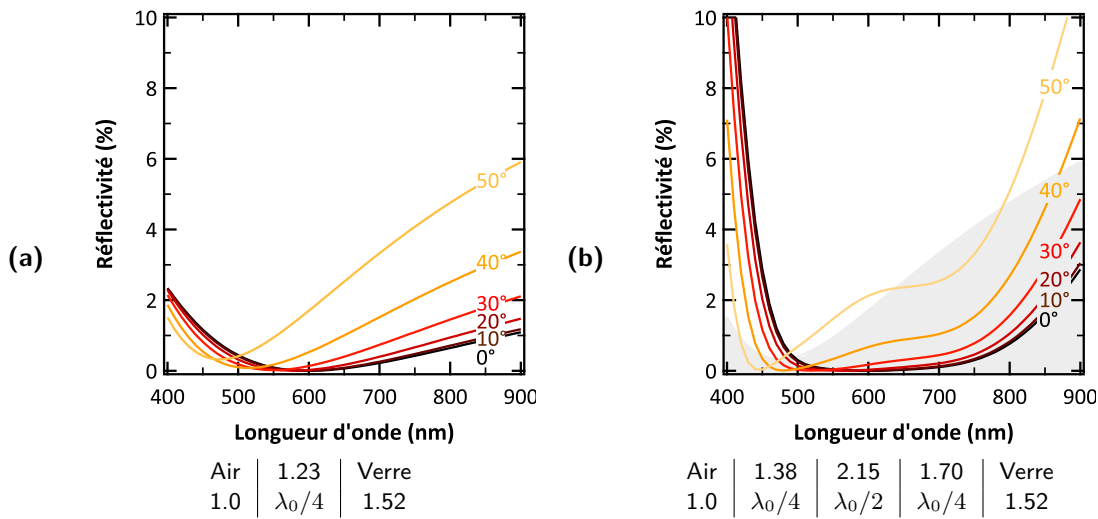 10
8
6
4
2
0
Réflectivité (%)
50°
40°
30°
20°
10°
0°
400 500 600 700 800 900
Longueur d'onde (nm)
(a)
Air 1.23 Verre
1.0 λ₀/4 1.52
10
8
6
4
2
0
Réflectivité (%)
50°
40°
30°
20°
10°
0°
400 500 600 700 800 900
Longueur d'onde (nm)
(b)
Air 1.38 2.15 1.70 Verre
1.0 λ₀/4 λ₀/2 λ₀/4 1.52